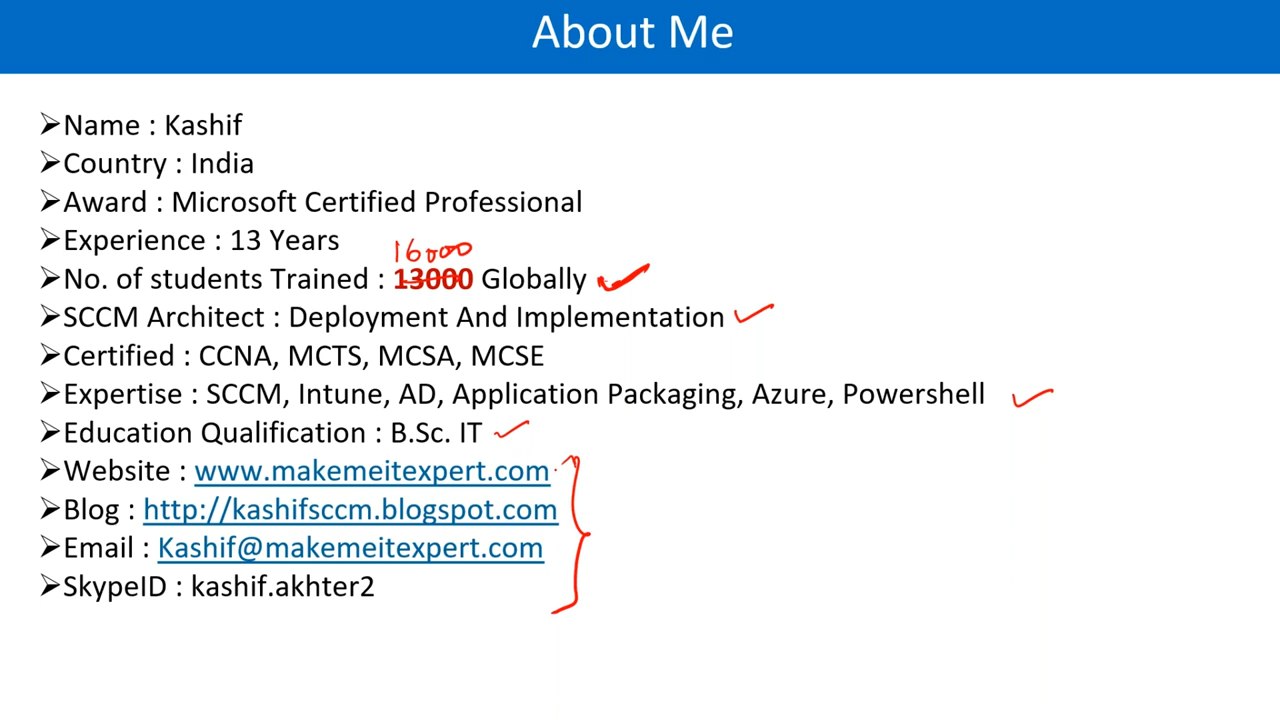 About Me
Name : Kashif
Country : India
Award : Microsoft Certified Professional
Experience : 13 Years
16000
No. of students Trained : 13000 Globally
SCCM Architect : Deployment And Implementation
Certified : CCNA, MCTS, MCSA, MCSE
Expertise : SCCM, Intune, AD, Application Packaging, Azure, Powershell
Education Qualification : B.Sc. IT
Website : www.makemeitexpert.com
Blog : http://kashifsccm.blogspot.com
Email : Kashif@makemeitexpert.com
SkypeID : kashif.akhter2